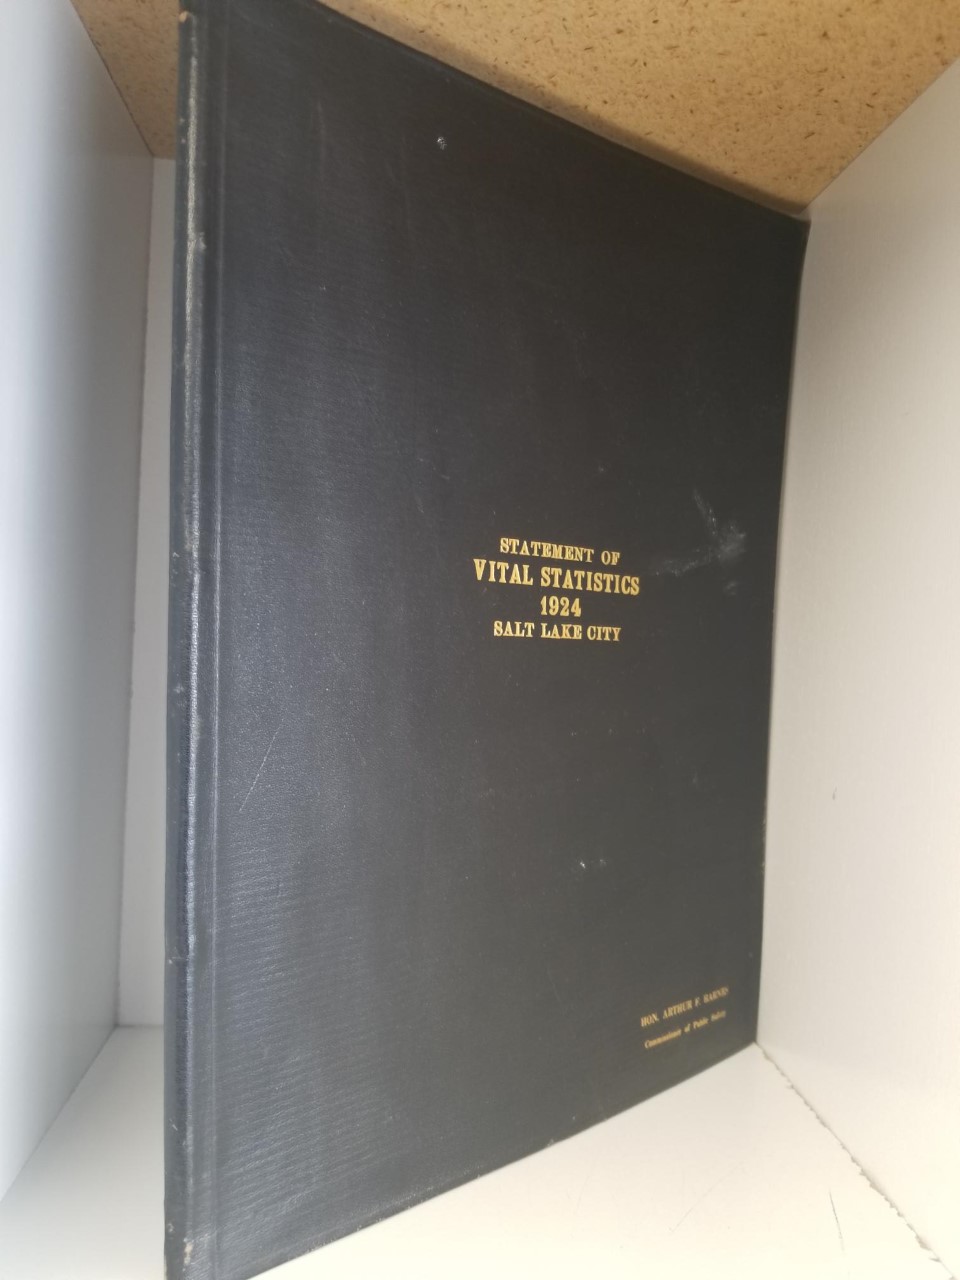 STATEMENT OF
VITAL STATISTICS
1924
SALT LAKE CITY
HON. ARTHUR F. BARNES
Commissioner of Public Safety